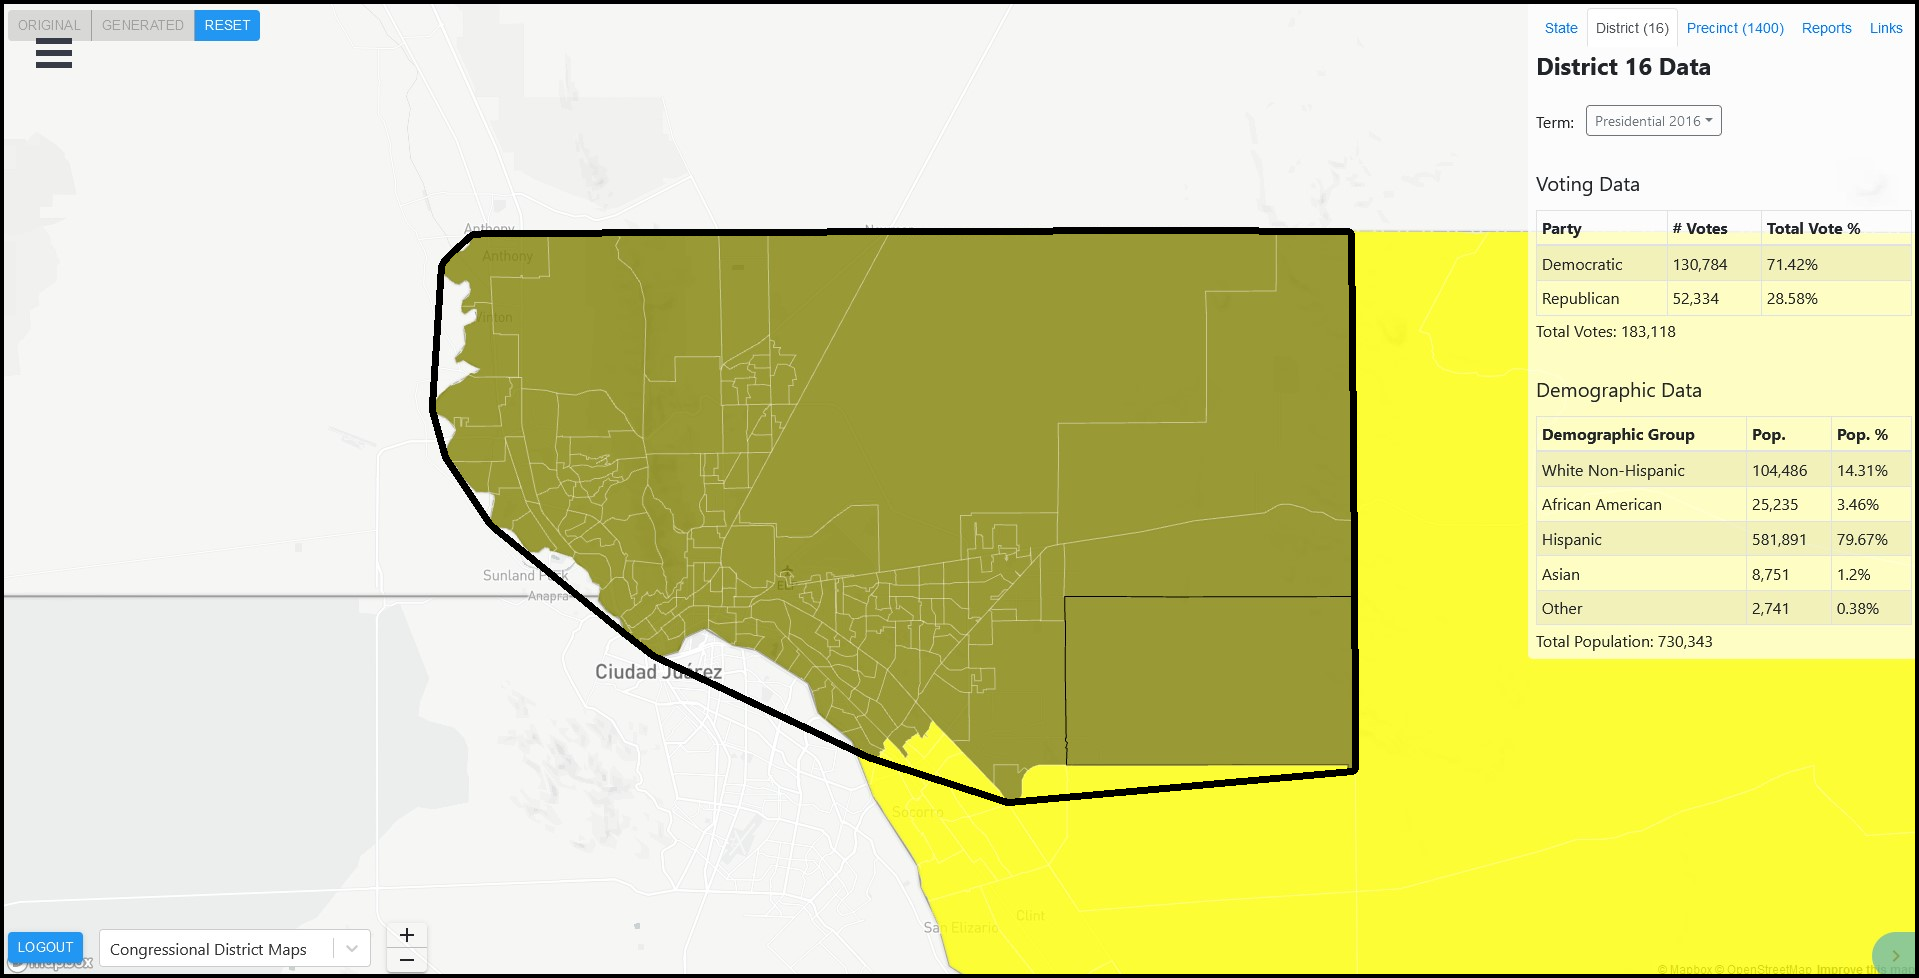 ORIGINAL GENERATED RESET
State District (16) Precinct (1400) Reports Links
District 16 Data
Term: Presidential 2016
Voting Data
Party # Votes Total Vote %
Democratic 130,784 71.42%
Republican 52,334 28.58%
Total Votes: 183,118
Demographic Data
Demographic Group Pop. Pop. %
White Non-Hispanic 104,486 14.31%
African American 25,235 3.46%
Hispanic 581,891 79.67%
Asian 8,751 1.2%
Other 2,741 0.38%
Total Population: 730,343
Anthony
Anthony
Vinton
Sunland Park
Anapra
Ciudad Juárez
Socorro
Clint
San Elizario
LOGOUT
Congressional District Maps
+
−
mapbox
© Mapbox © OpenStreetMap Improve this map